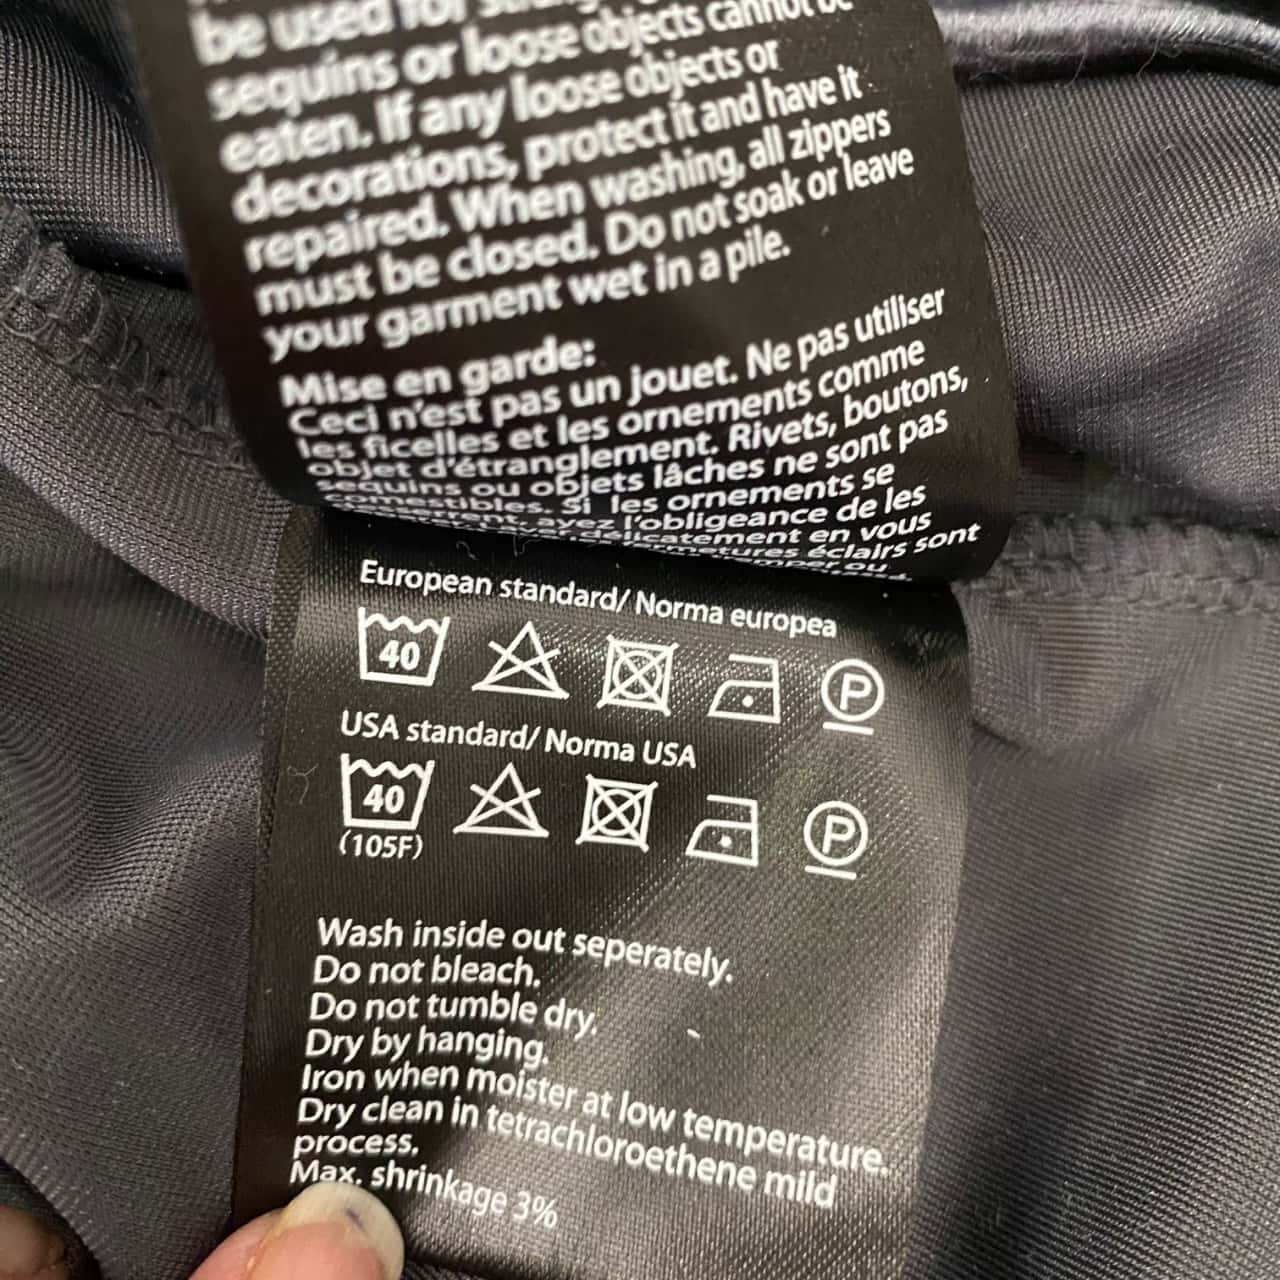 be used for
sequins or loose objects cannot be
eaten. If any loose objects or
decorations, protect it and have it
repaired. When washing, all zippers
must be closed. Do not soak or leave
your garment wet in a pile.
Mise en garde:
Ceci n'est pas un jouet. Ne pas utiliser
les ficelles et les ornements comme
objet d'étranglement. Rivets, boutons,
sequins ou objets lâches ne sont pas
comestibles. Si les ornements se
ayez l'obligeance de les
délicatement en vous
éclairs sont
ou
European standard/ Norma europea
40 P
USA standard/ Norma USA
40 P
(105F)
Wash inside out seperately.
Do not bleach.
Do not tumble dry.
Dry by hanging.
Iron when moister at low temperature.
Dry clean in tetrachloroethene mild
process.
Max. shrinkage 3%